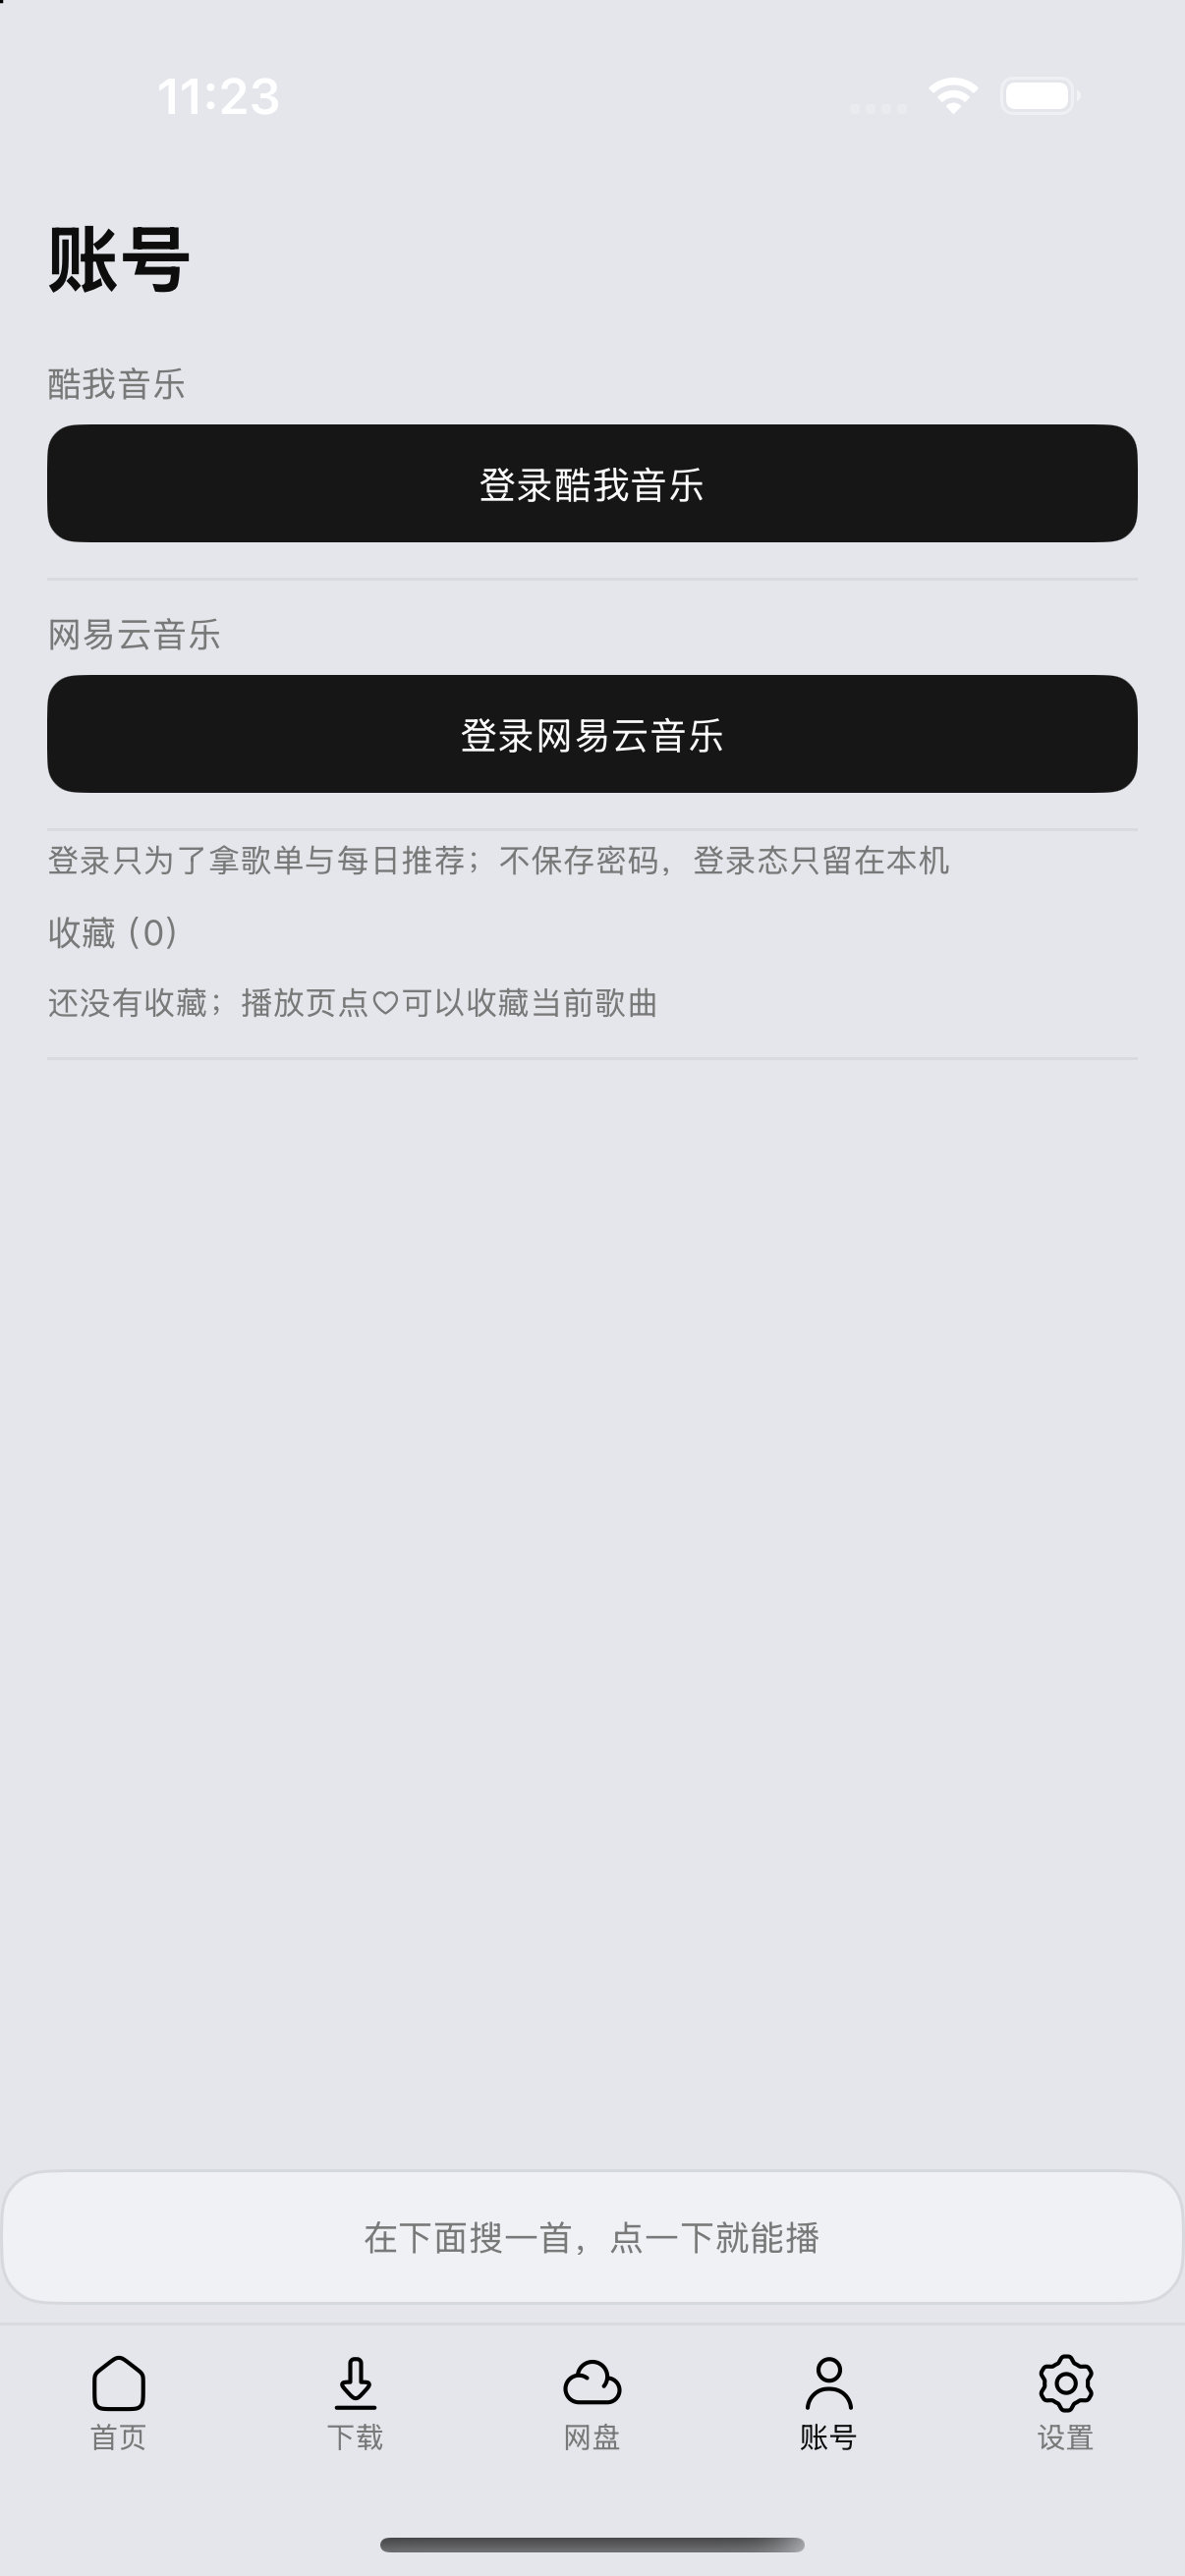 11:23
账号
酷我音乐
登录酷我音乐
网易云音乐
登录网易云音乐
登录只为了拿歌单与每日推荐；不保存密码，登录态只留在本机
收藏（0）
还没有收藏；播放页点♡可以收藏当前歌曲
在下面搜一首，点一下就能播
首页
下载
网盘
账号
设置